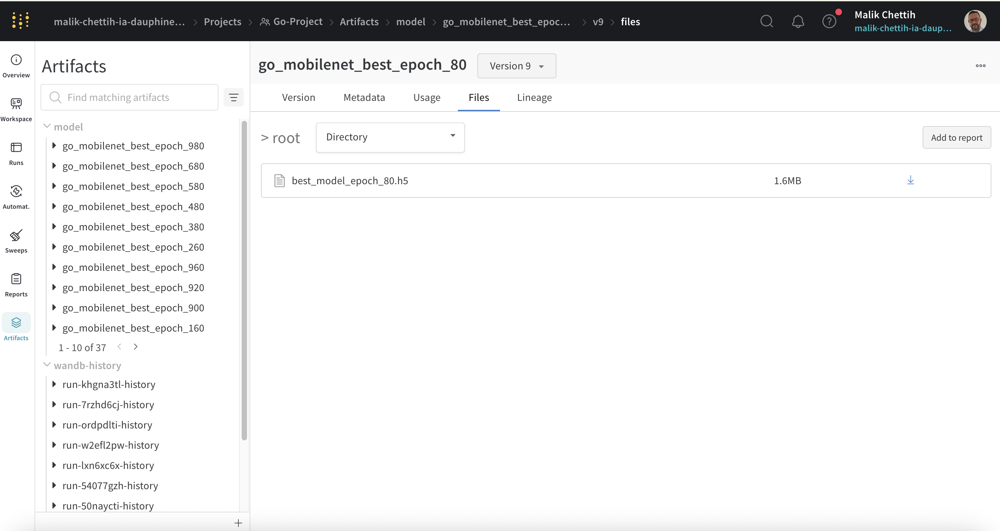 malik-chettih-ia-dauphine... > Projects > Go-Project > Artifacts > model > go_mobilenet_best_epoc... > v9 > files
Malik Chettih
malik-chettih-ia-daup...
Overview
Workspace
Runs
Automat.
Sweeps
Reports
Artifacts
Artifacts
Find matching artifacts
model
go_mobilenet_best_epoch_980
go_mobilenet_best_epoch_680
go_mobilenet_best_epoch_580
go_mobilenet_best_epoch_480
go_mobilenet_best_epoch_380
go_mobilenet_best_epoch_260
go_mobilenet_best_epoch_960
go_mobilenet_best_epoch_920
go_mobilenet_best_epoch_900
go_mobilenet_best_epoch_160
1 - 10 of 37
wandb-history
run-khgna3tl-history
run-7rzhd6cj-history
run-ordpdlti-history
run-w2efl2pw-history
run-lxn6xc6x-history
run-54077gzh-history
run-50naycti-history
go_mobilenet_best_epoch_80
Version 9
Version Metadata Usage Files Lineage
> root
Directory
Add to report
best_model_epoch_80.h5 1.6MB